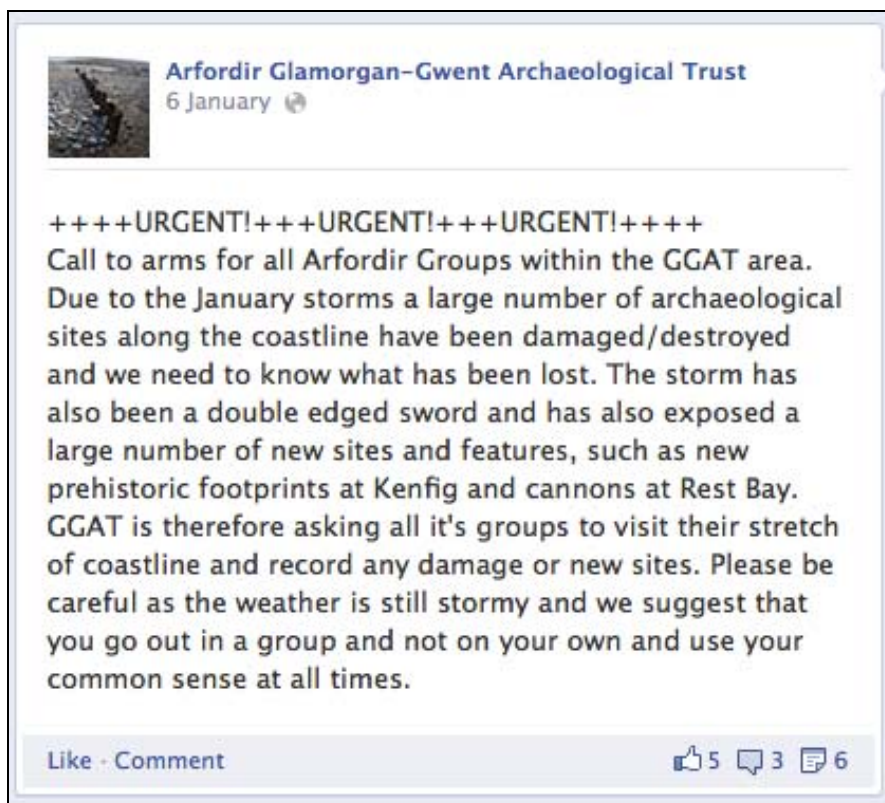 Arfordir Glamorgan-Gwent Archaeological Trust
6 January
++++URGENT!+++URGENT!+++URGENT!++++
Call to arms for all Arfordir Groups within the GGAT area.
Due to the January storms a large number of archaeological
sites along the coastline have been damaged/destroyed
and we need to know what has been lost. The storm has
also been a double edged sword and has also exposed a
large number of new sites and features, such as new
prehistoric footprints at Kenfig and cannons at Rest Bay.
GGAT is therefore asking all it's groups to visit their stretch
of coastline and record any damage or new sites. Please be
careful as the weather is still stormy and we suggest that
you go out in a group and not on your own and use your
common sense at all times.
Like · Comment 5 3 6